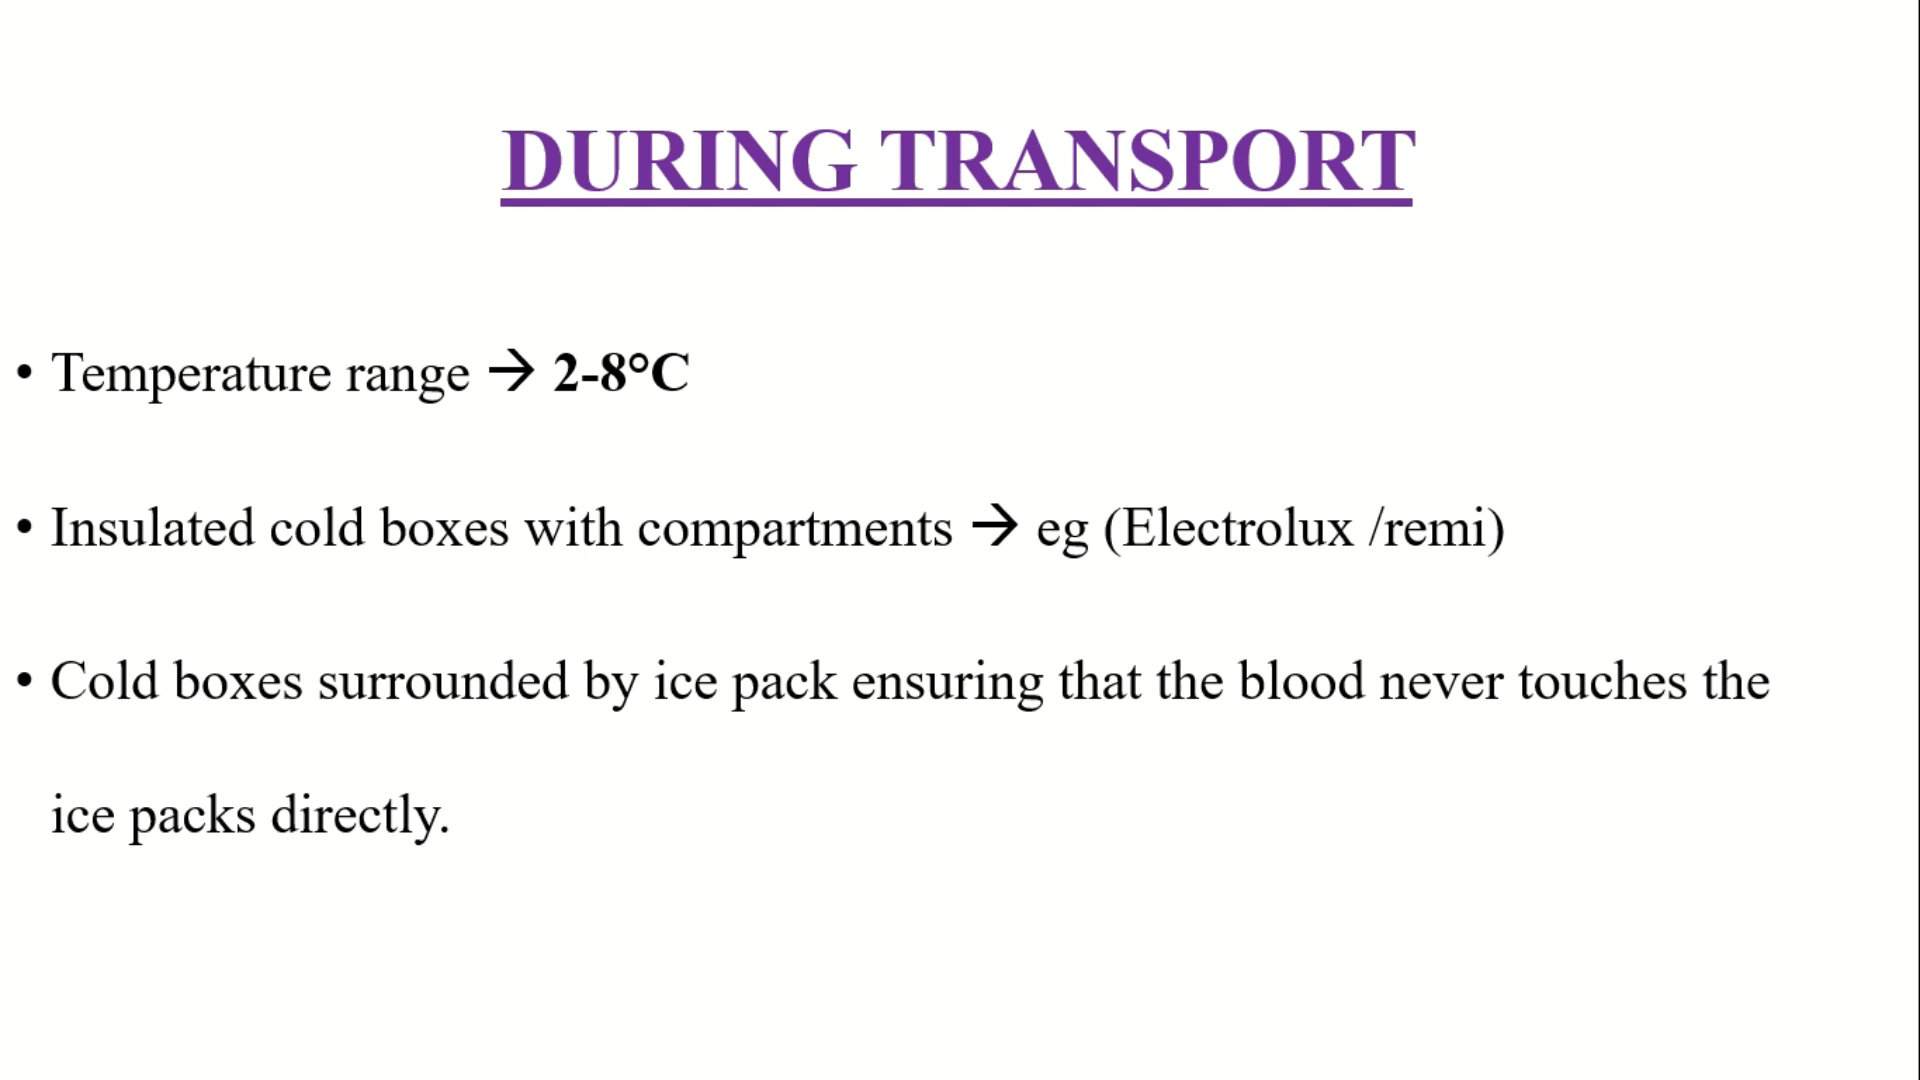 DURING TRANSPORT
• Temperature range → 2-8°C
• Insulated cold boxes with compartments → eg (Electrolux /remi)
• Cold boxes surrounded by ice pack ensuring that the blood never touches the
ice packs directly.